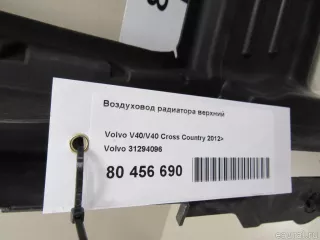 Воздуховод радиатора верхний
Volvo V40/V40 Cross Country 2012>
Volvo 31294096
80 456 690